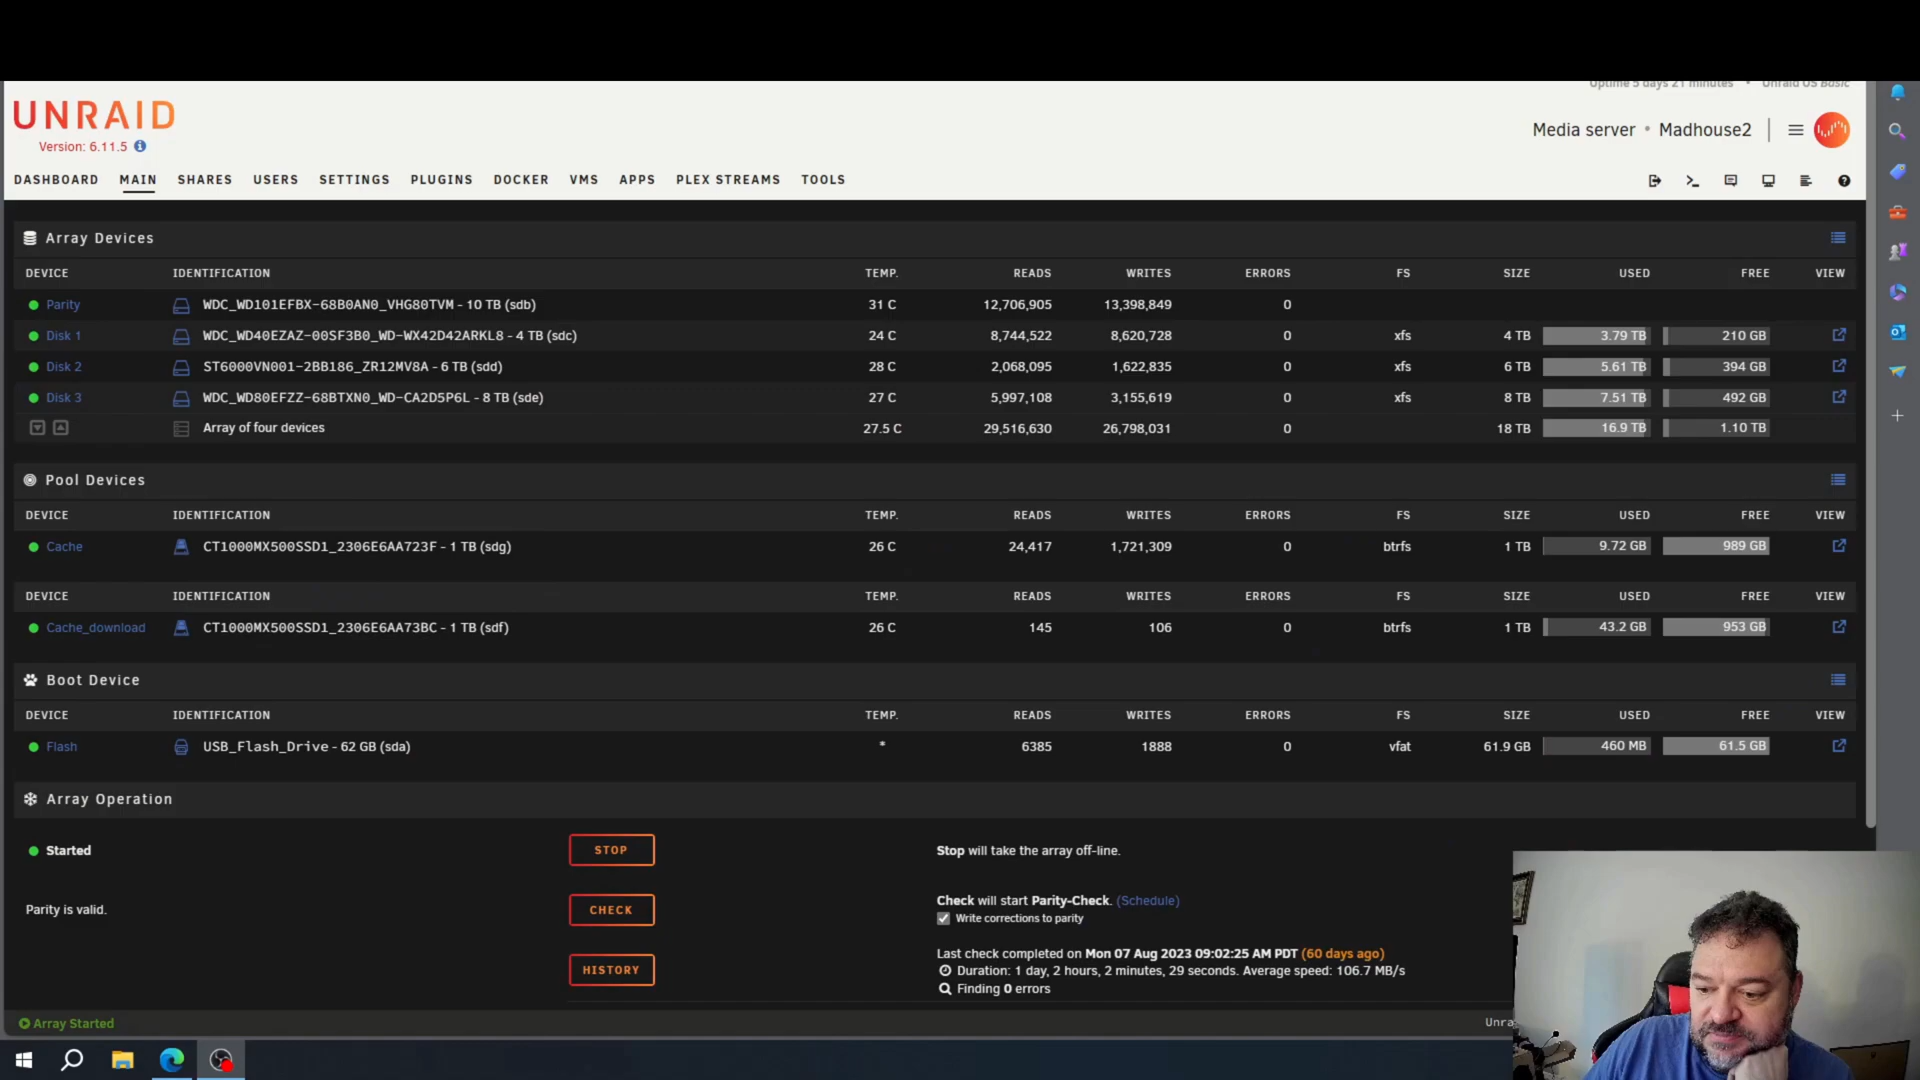 Uptime 5 days 21 minutes • Unraid OS Basic
UNRAID
Version: 6.11.5
Media server • Madhouse2
DASHBOARD MAIN SHARES USERS SETTINGS PLUGINS DOCKER VMS APPS PLEX STREAMS TOOLS
Array Devices
DEVICE IDENTIFICATION TEMP. READS WRITES ERRORS FS SIZE USED FREE VIEW
Parity WDC_WD101EFBX-68B0AN0_VHG80TVM - 10 TB (sdb) 31 C 12,706,905 13,398,849 0
Disk 1 WDC_WD40EZAZ-00SF3B0_WD-WX42D42ARKL8 - 4 TB (sdc) 24 C 8,744,522 8,620,728 0 xfs 4 TB 3.79 TB 210 GB
Disk 2 ST6000VN001-2BB186_ZR12MV8A - 6 TB (sdd) 28 C 2,068,095 1,622,835 0 xfs 6 TB 5.61 TB 394 GB
Disk 3 WDC_WD80EFZZ-68BTXN0_WD-CA2D5P6L - 8 TB (sde) 27 C 5,997,108 3,155,619 0 xfs 8 TB 7.51 TB 492 GB
Array of four devices 27.5 C 29,516,630 26,798,031 0 18 TB 16.9 TB 1.10 TB
Pool Devices
DEVICE IDENTIFICATION TEMP. READS WRITES ERRORS FS SIZE USED FREE VIEW
Cache CT1000MX500SSD1_2306E6AA723F - 1 TB (sdg) 26 C 24,417 1,721,309 0 btrfs 1 TB 9.72 GB 989 GB
DEVICE IDENTIFICATION TEMP. READS WRITES ERRORS FS SIZE USED FREE VIEW
Cache_download CT1000MX500SSD1_2306E6AA73BC - 1 TB (sdf) 26 C 145 106 0 btrfs 1 TB 43.2 GB 953 GB
Boot Device
DEVICE IDENTIFICATION TEMP. READS WRITES ERRORS FS SIZE USED FREE VIEW
Flash USB_Flash_Drive - 62 GB (sda) * 6385 1888 0 vfat 61.9 GB 460 MB 61.5 GB
Array Operation
Started STOP Stop will take the array off-line.
Parity is valid. CHECK Check will start Parity-Check. (Schedule)
Write corrections to parity
Last check completed on Mon 07 Aug 2023 09:02:25 AM PDT (60 days ago)
HISTORY Duration: 1 day, 2 hours, 2 minutes, 29 seconds. Average speed: 106.7 MB/s
Finding 0 errors
Array Started Unra